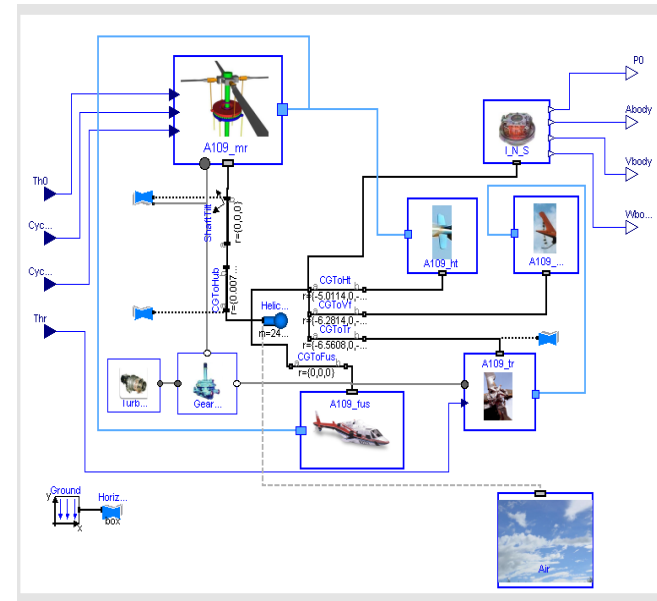 P0
A109_mr
Abody
I_N_S
Th0
Vbody
ShaftTilt
a
b
r={0,0,0}
Cyc...
Wbo...
A109_ht
A109_...
CGToHub
r={0.007...
Cyc...
a CGToHt b
r={-5.0114,0,-...
Helic...
m=24...
a CGToVf b
r={-6.2814,0,-...
Thr
a CGToTr b
r={-6.5608,0,-...
CGToFus
r={0,0,0}
A109_tr
Turb...
Gear...
A109_fus
Ground
y
x
Horiz...
box
Air